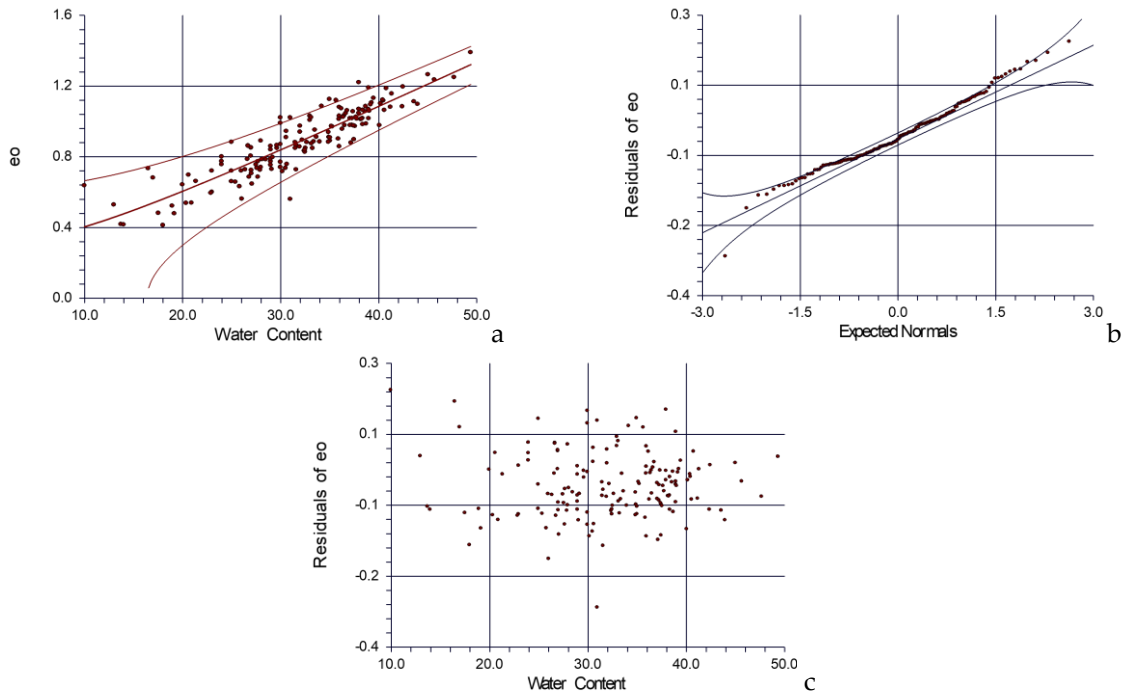 1.6
1.2
0.8
0.4
0.0
eo
10.0 20.0 30.0 40.0 50.0
Water Content
a
0.3
0.1
-0.1
-0.2
-0.4
Residuals of eo
-3.0 -1.5 0.0 1.5 3.0
Expected Normals
b
0.3
0.1
-0.1
-0.2
-0.4
Residuals of eo
10.0 20.0 30.0 40.0 50.0
Water Content
c